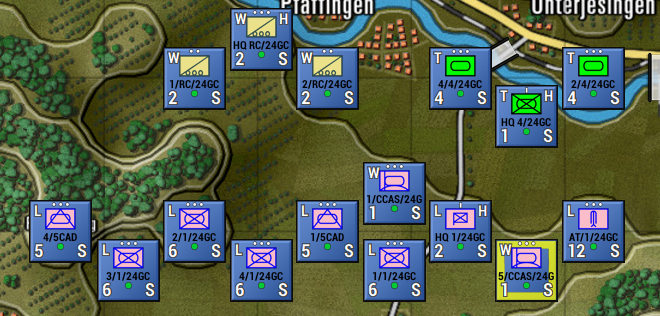 Pfäffingen
Unterjesingen
W H
HQ RC/24GC
2 S
W
1/RC/24GC
2 S
W
2/RC/24GC
2 S
T
4/4/24GC
4 S
T
2/4/24GC
4 S
T H
HQ 4/24GC
1 S
W
1/CCAS/24G
1 S
L
4/5CAD
5 S
L
2/1/24GC
6 S
L
1/5CAD
5 S
L H
HQ 1/24GC
2 S
L
AT/1/24GC
12 S
L
3/1/24GC
6 S
L
4/1/24GC
6 S
L
1/1/24GC
6 S
W
5/CCAS/24G
1 S